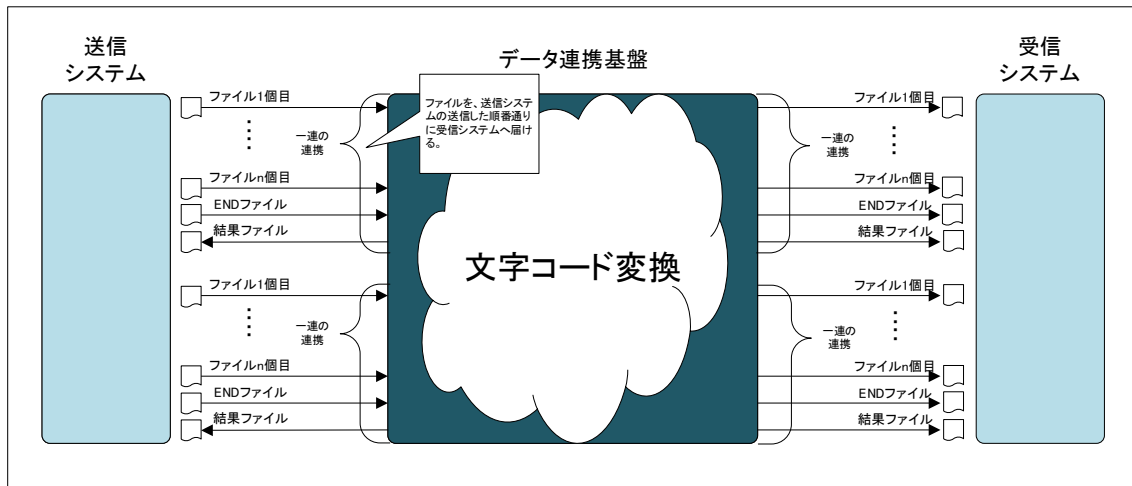 送信
システム
データ連携基盤
受信
システム
ファイルを、送信システ
ムの送信した順番通り
に受信システムへ届け
る。
ファイル1個目
一連の
連携
ファイルn個目
ENDファイル
結果ファイル
ファイル1個目
一連の
連携
ファイルn個目
ENDファイル
結果ファイル
文字コード変換
ファイル1個目
一連の
連携
ファイルn個目
ENDファイル
結果ファイル
ファイル1個目
一連の
連携
ファイルn個目
ENDファイル
結果ファイル